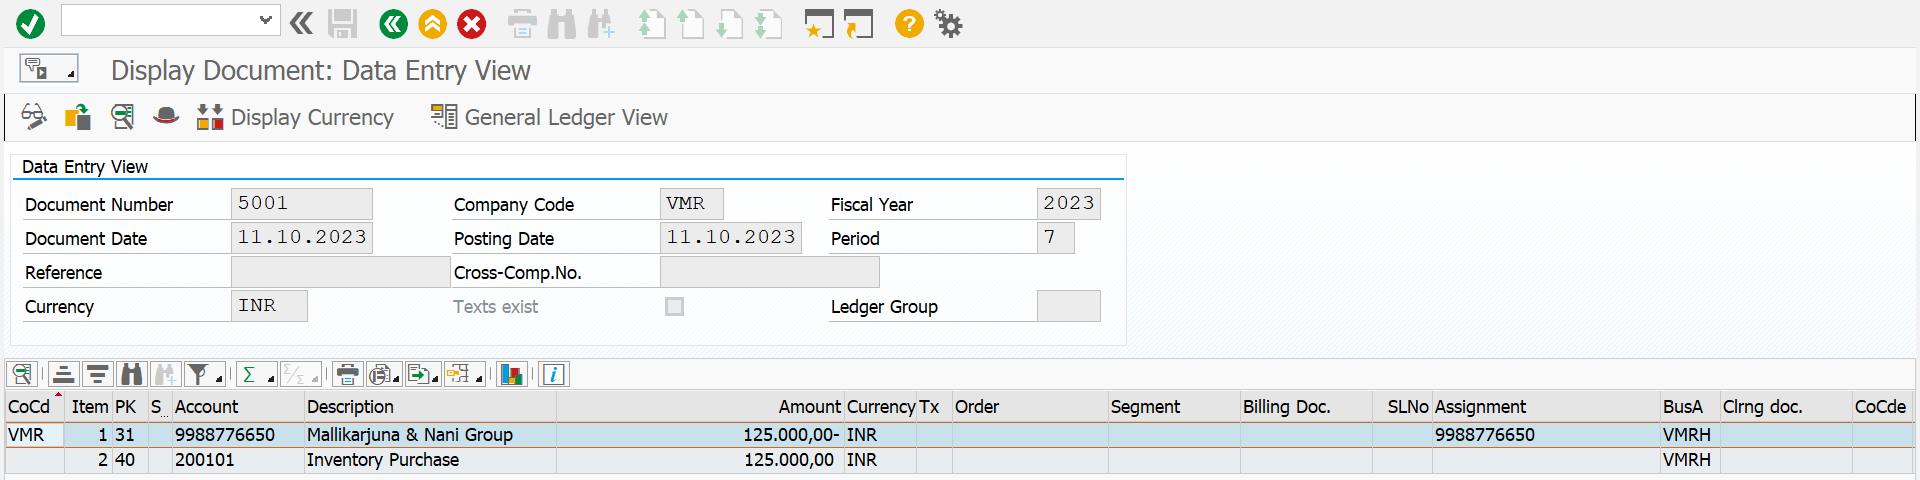 Display Document: Data Entry View
Display Currency General Ledger View
Data Entry View
Document Number 5001 Company Code VMR Fiscal Year 2023
Document Date 11.10.2023 Posting Date 11.10.2023 Period 7
Reference Cross-Comp.No.
Currency INR Texts exist Ledger Group
CoCd Item PK S.. Account Description Amount Currency Tx Order Segment Billing Doc. SLNo Assignment BusA Clrng doc. CoCde
VMR 1 31 9988776650 Mallikarjuna & Nani Group 125.000,00- INR 9988776650 VMRH
2 40 200101 Inventory Purchase 125.000,00 INR VMRH